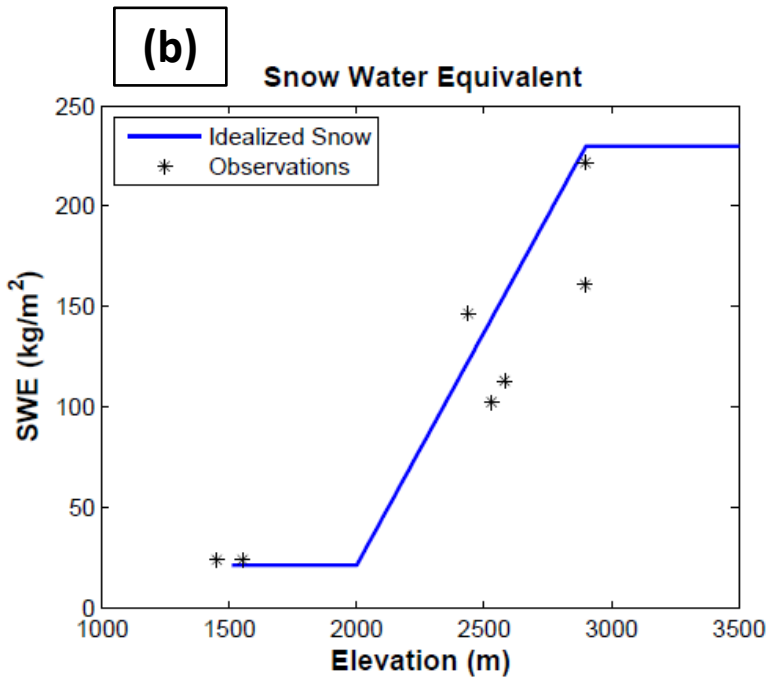 (b)
Snow Water Equivalent
Idealized Snow
Observations
250
200
150
100
50
0
SWE (kg/m²)
1000 1500 2000 2500 3000 3500
Elevation (m)